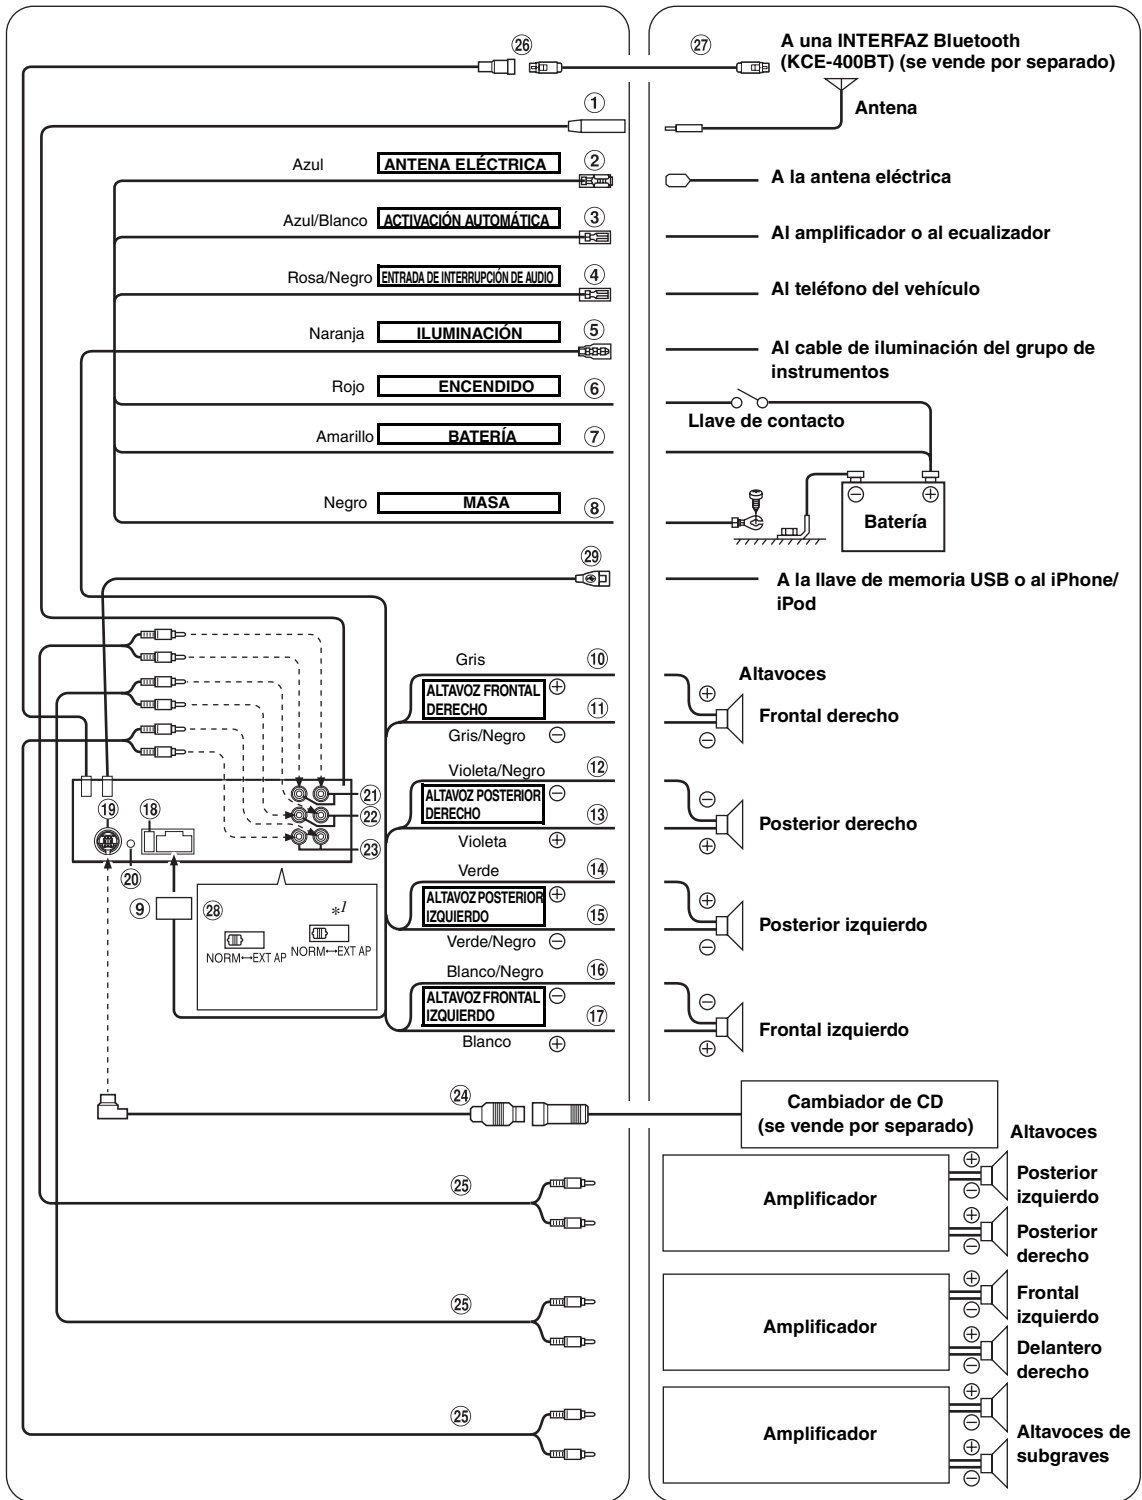 ㉖ ㉗ A una INTERFAZ Bluetooth
(KCE-400BT) (se vende por separado)
①
Antena
Azul ANTENA ELÉCTRICA ②
A la antena eléctrica
Azul/Blanco ACTIVACIÓN AUTOMÁTICA ③
Al amplificador o al ecualizador
Rosa/Negro ENTRADA DE INTERRUPCIÓN DE AUDIO ④
Al teléfono del vehículo
Naranja ILUMINACIÓN ⑤
Al cable de iluminación del grupo de
instrumentos
Rojo ENCENDIDO ⑥
Llave de contacto
Amarillo BATERÍA ⑦
Negro MASA ⑧
⊖ ⊕
Batería
㉙
A la llave de memoria USB o al iPhone/
iPod
Gris ⑩
ALTAVOZ FRONTAL
DERECHO
⊕
⑪
Gris/Negro ⊖
Altavoces
⊕
Frontal derecho
⊖
Violeta/Negro ⑫
ALTAVOZ POSTERIOR
DERECHO
⊖
⑬
Violeta ⊕
⊖
Posterior derecho
⊕
Verde ⑭
ALTAVOZ POSTERIOR
IZQUIERDO
⊕
⑮
Verde/Negro ⊖
⊕
Posterior izquierdo
⊖
Blanco/Negro ⑯
ALTAVOZ FRONTAL
IZQUIERDO
⊖
⑰
Blanco ⊕
⊖
Frontal izquierdo
⊕
⑲ ⑱ ㉑
㉒
㉓
⑳
⑨ ㉘ *1
NORM↔EXT AP NORM↔EXT AP
㉔
Cambiador de CD
(se vende por separado)
Altavoces
㉕
Amplificador
⊕
⊖
Posterior
izquierdo
⊕
⊖
Posterior
derecho
㉕
Amplificador
⊕
⊖
Frontal
izquierdo
⊕
⊖
Delantero
derecho
㉕
Amplificador
⊕
⊖
⊕
⊖
Altavoces de
subgraves